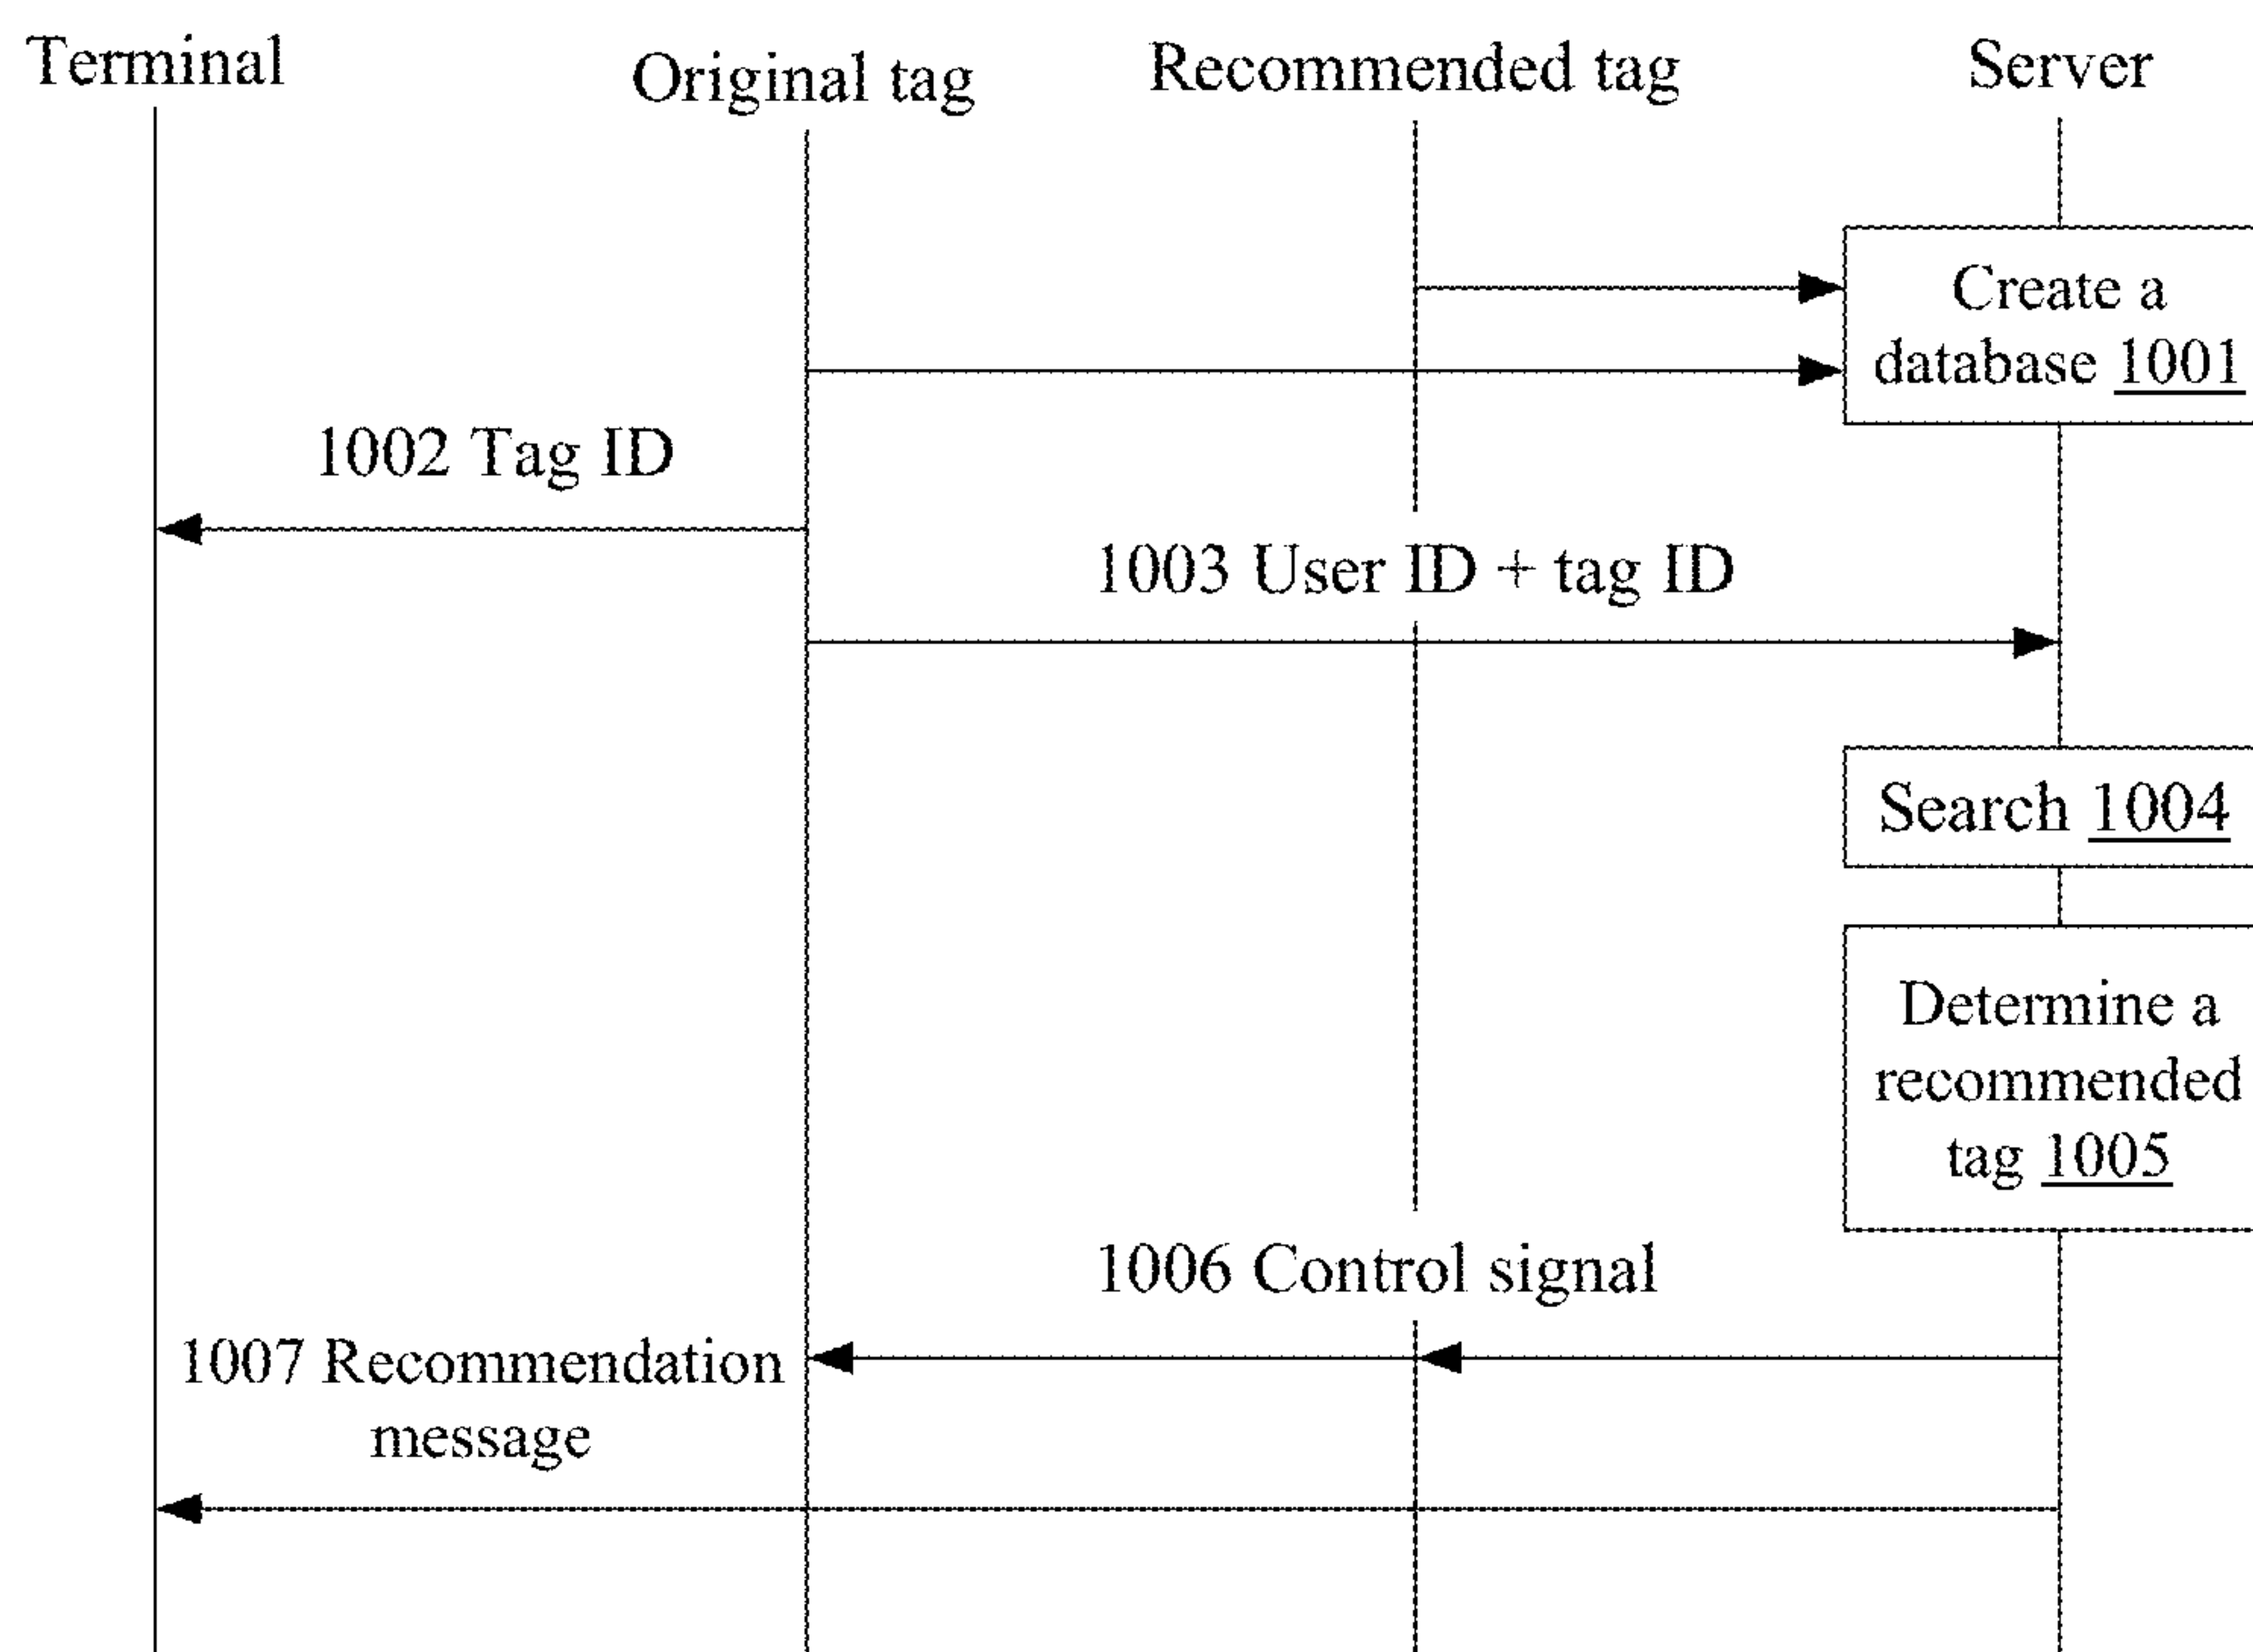 Terminal
Original tag
Recommended tag
Server
Create a
database 1001
1002 Tag ID
1003 User ID + tag ID
Search 1004
Determine a
recommended
tag 1005
1006 Control signal
1007 Recommendation
message